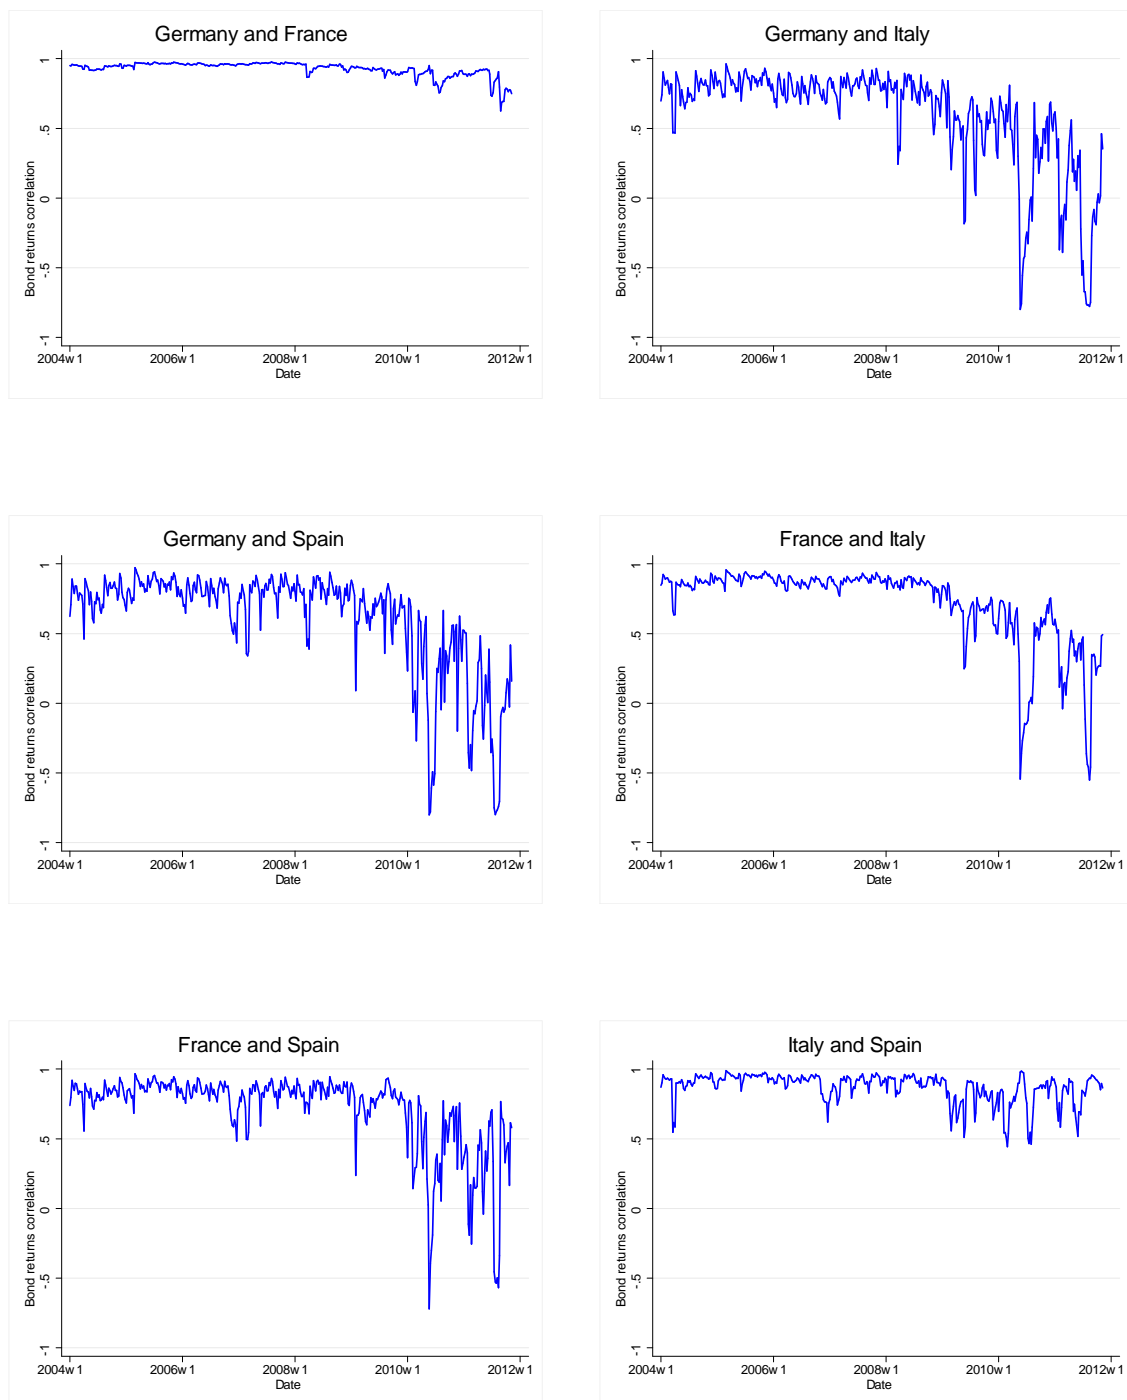 Germany and France
Bond returns correlation
1
.5
0
-.5
-1
2004w1 2006w1 2008w1 2010w1 2012w1
Date
Germany and Italy
Bond returns correlation
1
.5
0
-.5
-1
2004w1 2006w1 2008w1 2010w1 2012w1
Date
Germany and Spain
Bond returns correlation
1
.5
0
-.5
-1
2004w1 2006w1 2008w1 2010w1 2012w1
Date
France and Italy
Bond returns correlation
1
.5
0
-.5
-1
2004w1 2006w1 2008w1 2010w1 2012w1
Date
France and Spain
Bond returns correlation
1
.5
0
-.5
-1
2004w1 2006w1 2008w1 2010w1 2012w1
Date
Italy and Spain
Bond returns correlation
1
.5
0
-.5
-1
2004w1 2006w1 2008w1 2010w1 2012w1
Date